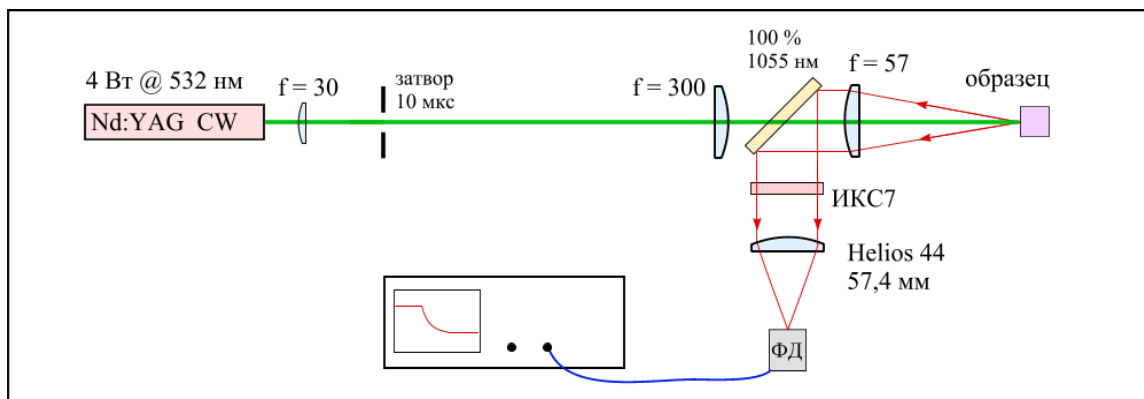 4 Вт @ 532 нм
Nd:YAG CW
f = 30
затвор
10 мкс
f = 300
100 %
1055 нм
f = 57
образец
ИКС7
Helios 44
57,4 мм
ФД